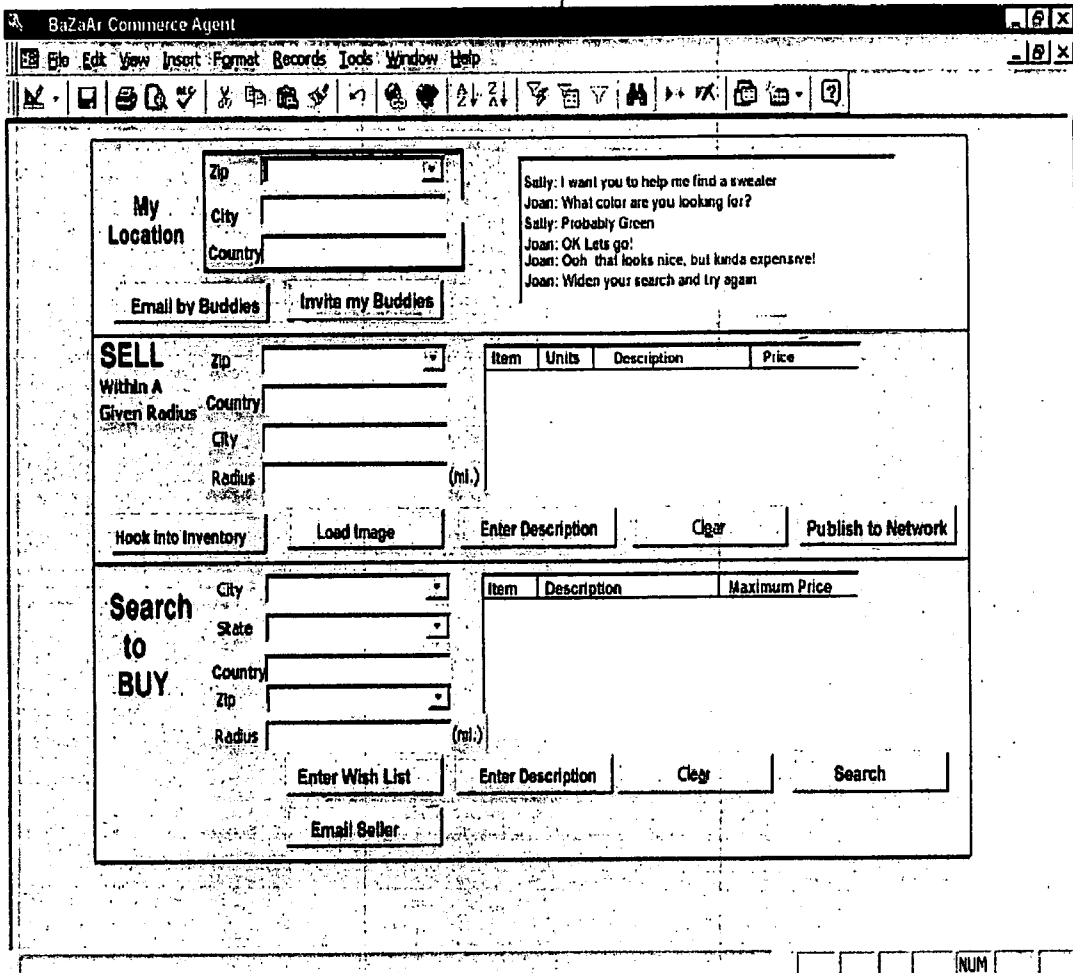 BaZaAr Commerce Agent
File Edit View Insert Format Records Tools Window Help
My Location
Zip
City
Country
Email by Buddies
Invite my Buddies
Sally: I want you to help me find a sweater
Joan: What color are you looking for?
Sally: Probably Green
Joan: OK Lets go!
Joan: Ooh that looks nice, but kinda expensive!
Joan: Widen your search and try again
SELL
Within A
Given Radius
Zip
Country
City
Radius (mi.)
Item Units Description Price
Hook into Inventory Load Image Enter Description Clear Publish to Network
Search
to
BUY
City
State
Country
Zip
Radius (mi.)
Item Description Maximum Price
Enter Wish List Enter Description Clear Search
Email Seller
NUM